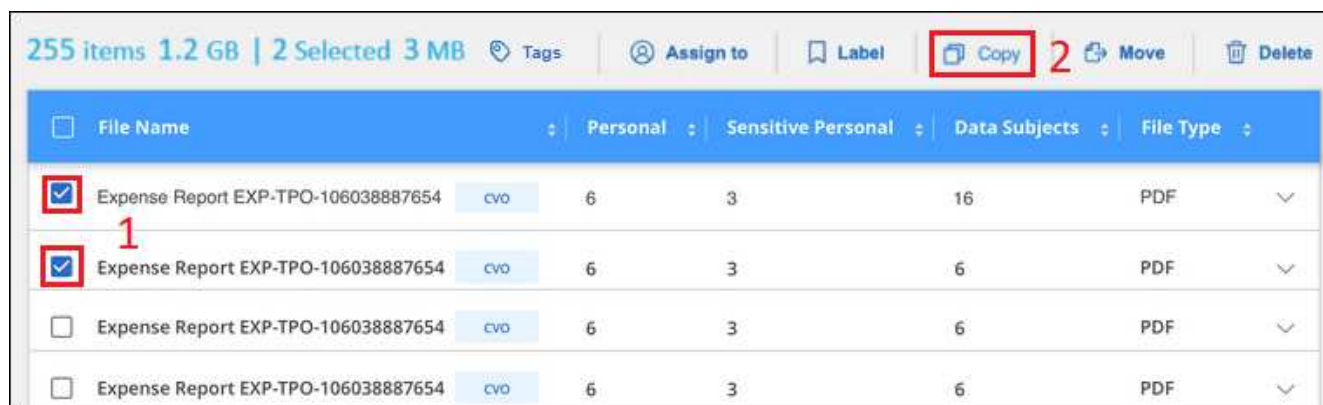 255 items 1.2 GB | 2 Selected 3 MB Tags Assign to Label Copy 2 Move Delete
File Name Personal Sensitive Personal Data Subjects File Type
Expense Report EXP-TPO-106038887654 CVO 6 3 16 PDF
1
Expense Report EXP-TPO-106038887654 CVO 6 3 6 PDF
Expense Report EXP-TPO-106038887654 CVO 6 3 6 PDF
Expense Report EXP-TPO-106038887654 CVO 6 3 6 PDF